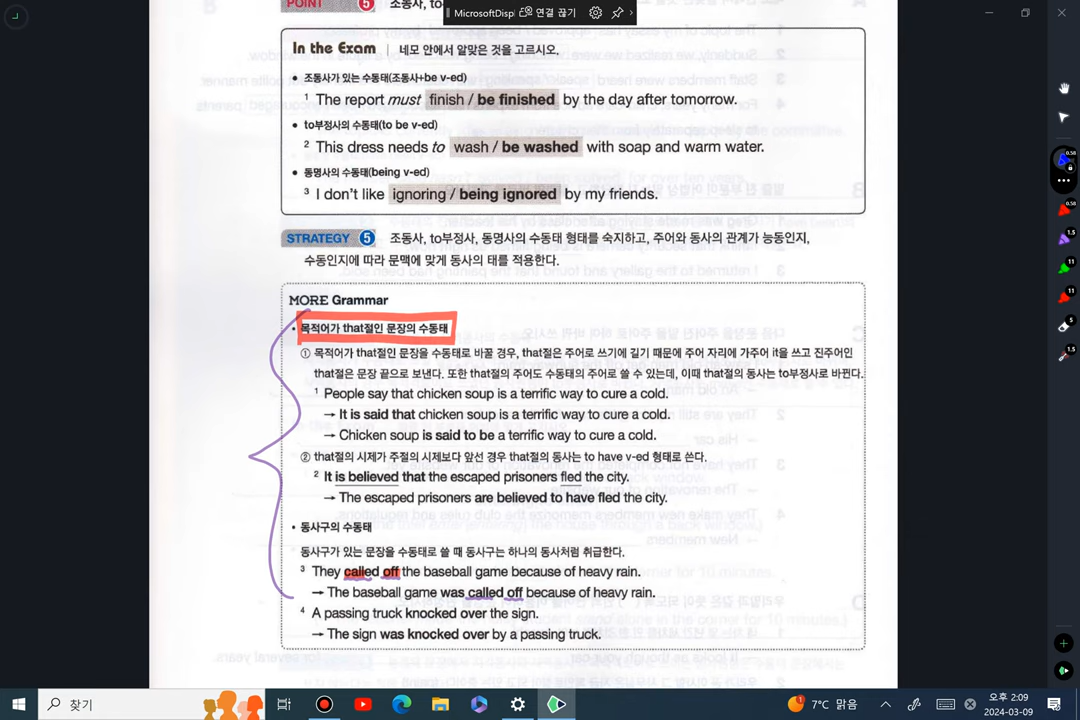 POINT 5 조동사, to
MicrosoftDispl 연결 끊기
In the Exam | 네모 안에서 알맞은 것을 고르시오.
• 조동사가 있는 수동태(조동사+be v-ed)
1 The report must finish / be finished by the day after tomorrow.
• to부정사의 수동태(to be v-ed)
2 This dress needs to wash / be washed with soap and warm water.
• 동명사의 수동태(being v-ed)
3 I don't like ignoring / being ignored by my friends.
STRATEGY 5 조동사, to부정사, 동명사의 수동태 형태를 숙지하고, 주어와 동사의 관계가 능동인지,
수동인지에 따라 문맥에 맞게 동사의 태를 적용한다.
MORE Grammar
• 목적어가 that절인 문장의 수동태
① 목적어가 that절인 문장을 수동태로 바꿀 경우, that절은 주어로 쓰기에 길기 때문에 주어 자리에 가주어 it을 쓰고 진주어인
that절은 문장 끝으로 보낸다. 또한 that절의 주어도 수동태의 주어로 쓸 수 있는데, 이때 that절의 동사는 to부정사로 바뀐다.
1 People say that chicken soup is a terrific way to cure a cold.
→ It is said that chicken soup is a terrific way to cure a cold.
→ Chicken soup is said to be a terrific way to cure a cold.
② that절의 시제가 주절의 시제보다 앞선 경우 that절의 동사는 to have v-ed 형태로 쓴다.
2 It is believed that the escaped prisoners fled the city.
→ The escaped prisoners are believed to have fled the city.
• 동사구의 수동태
동사구가 있는 문장을 수동태로 쓸 때 동사구는 하나의 동사처럼 취급한다.
3 They called off the baseball game because of heavy rain.
→ The baseball game was called off because of heavy rain.
4 A passing truck knocked over the sign.
→ The sign was knocked over by a passing truck.
0.58
0.58
1.5
11
11
5
1.5
찾기
7°C 맑음
오후 2:09
2024-03-09